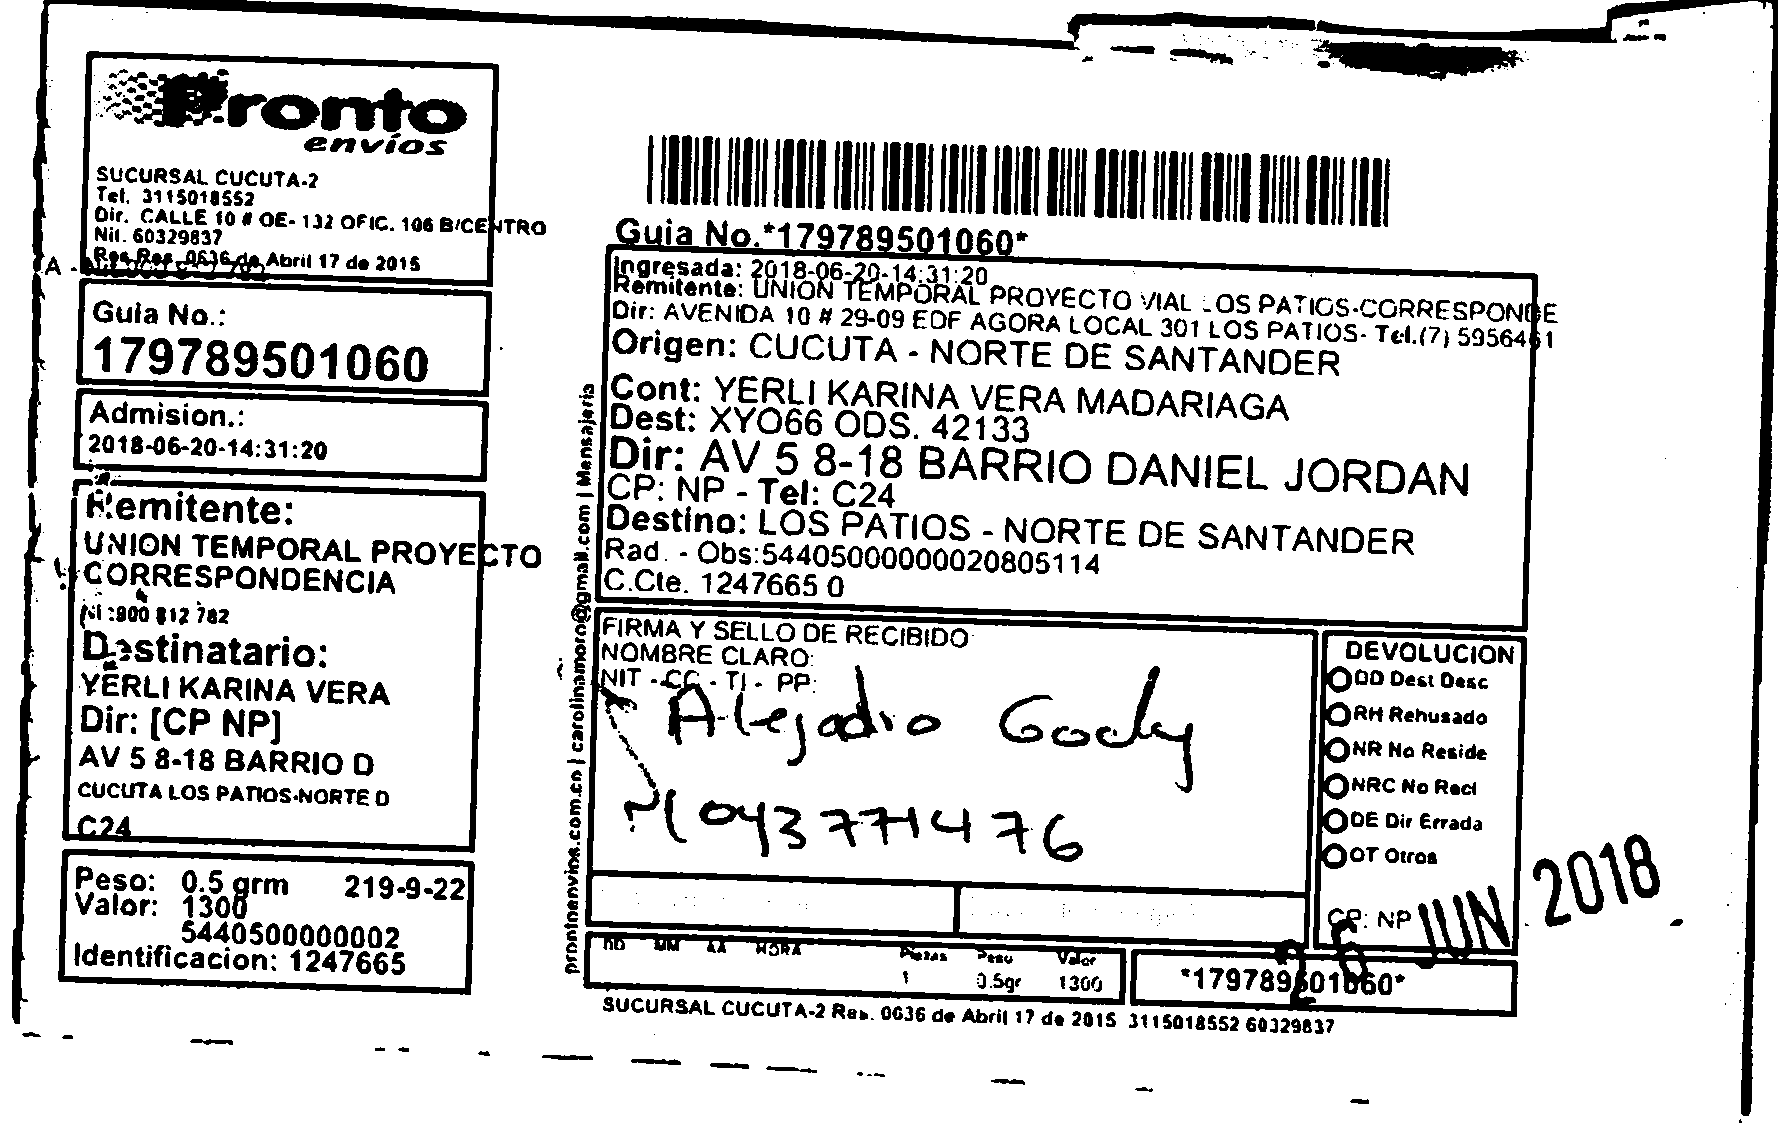 Pronto
envíos
SUCURSAL CUCUTA-2
Tel. 3115018552
Dir. CALLE 10 # OE- 132 OFIC. 106 B/CENTRO
Nit. 60329837
Res.Res. 0636 de Abril 17 de 2015
Guia No.:
179789501060
Admision.:
2018-06-20-14:31:20
Remitente:
UNION TEMPORAL PROYECTO
CORRESPONDENCIA
NI :900 812 782
Destinatario:
YERLI KARINA VERA
Dir: [CP NP]
AV 5 8-18 BARRIO D
CUCUTA LOS PATIOS-NORTE D
C24
Peso: 0.5 grm 219-9-22
Valor: 1300
5440500000002
Identificacion: 1247665
prontoenvios.com.co | carolinamoro@gmail.com | Mensajeria
Guia No.*179789501060*
Ingresada: 2018-06-20-14:31:20
Remitente: UNION TEMPORAL PROYECTO VIAL LOS PATIOS-CORRESPONDE
Dir: AVENIDA 10 # 29-09 EDF AGORA LOCAL 301 LOS PATIOS- Tel.(7) 5956461
Origen: CUCUTA - NORTE DE SANTANDER
Cont: YERLI KARINA VERA MADARIAGA
Dest: XYO66 ODS. 42133
Dir: AV 5 8-18 BARRIO DANIEL JORDAN
CP: NP - Tel: C24
Destino: LOS PATIOS - NORTE DE SANTANDER
Rad. - Obs:54405000000020805114
C.Cte. 1247665 0
FIRMA Y SELLO DE RECIBIDO
NOMBRE CLARO:
NIT - CC - TI - PP:
Alejadro Gody
1043771476
DEVOLUCION
DD Dest Desc
RH Rehusado
NR No Reside
NRC No Recl
DE Dir Errada
OT Otros
CP: NP
JUN 2018
DD MM AA HORA Piezas Peso Valor
1 0.5gr 1300
*179789501060*
SUCURSAL CUCUTA-2 Res. 0636 de Abril 17 de 2015 3115018552 60329837